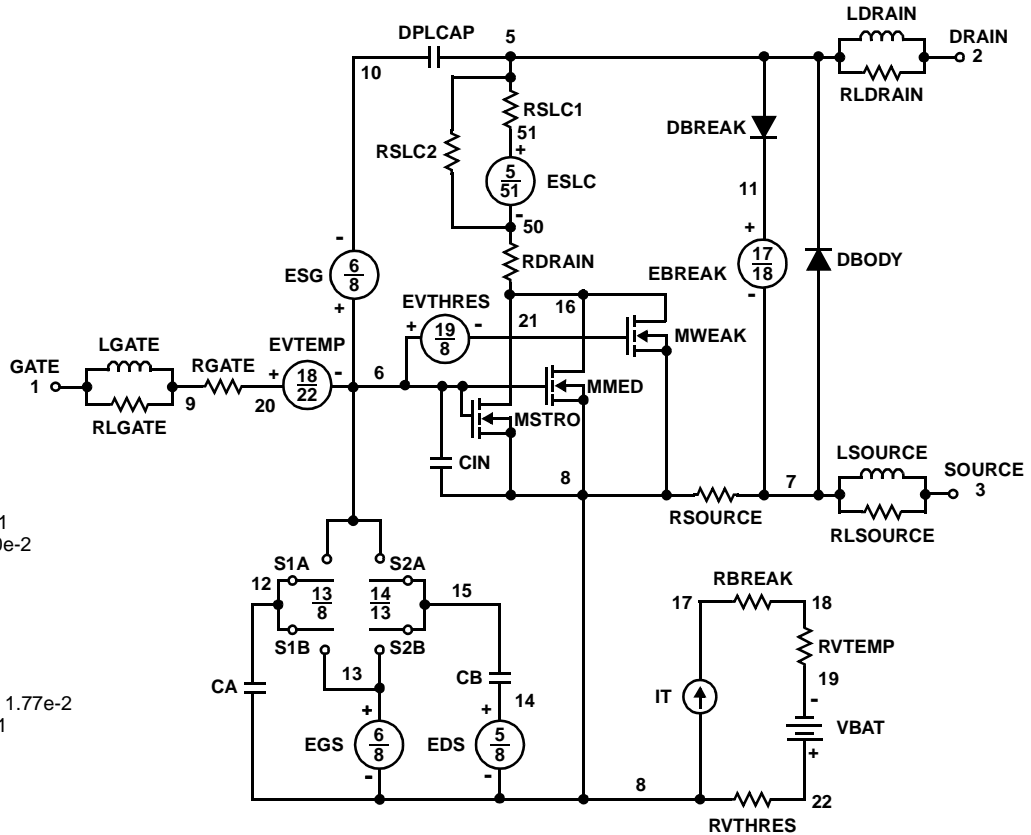 LDRAIN
DPLCAP
5
DRAIN
2
10
RLDRAIN
RSLC1
51
DBREAK
RSLC2
+
5
51
ESLC
11
-
50
-
+
ESG
6
8
RDRAIN
EBREAK
17
18
DBODY
+
EVTHRES
16
-
+
19
8
-
21
MWEAK
LGATE
EVTEMP
GATE
1
RGATE
+
18
22
-
6
MMED
9
20
MSTRO
RLGATE
LSOURCE
CIN
8
7
SOURCE
3
RSOURCE
RLSOURCE
1
0e-2
S1A
S2A
RBREAK
12
13
8
14
13
15
17
18
S1B
S2B
RVTEMP
13
CB
19
CA
-
1.77e-2
1
+
+
14
IT
VBAT
EGS
6
8
EDS
5
8
+
-
-
8
22
RVTHRES